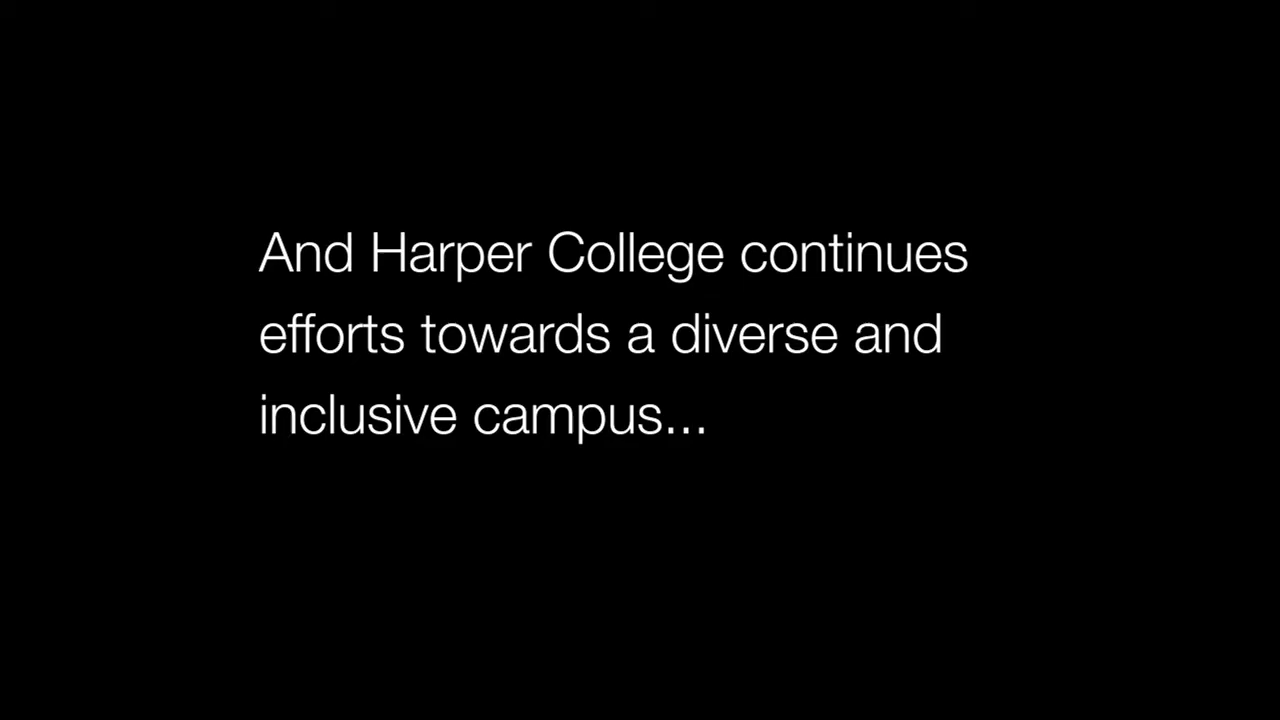 And Harper College continues
efforts towards a diverse and
inclusive campus...